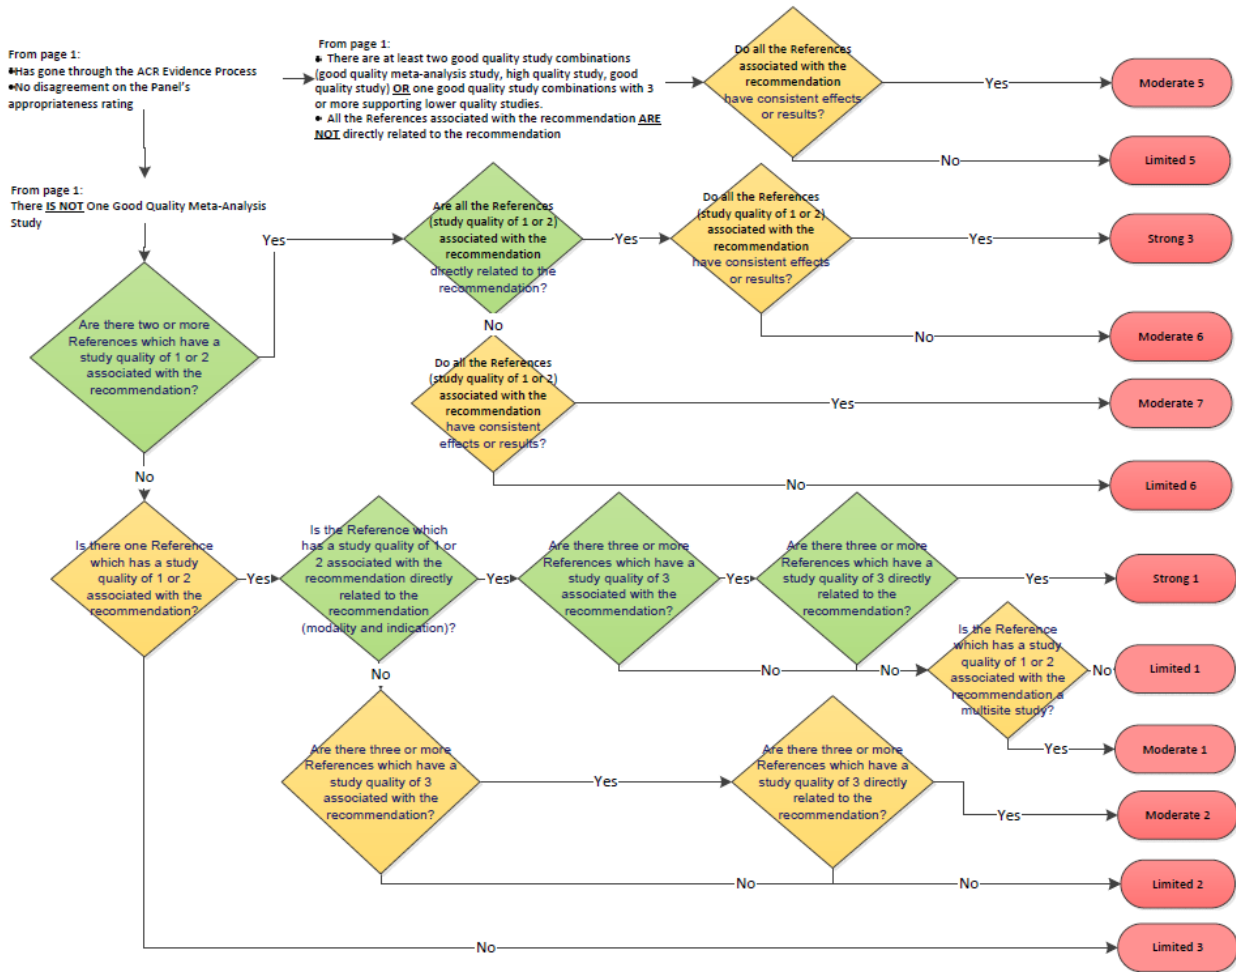 From page 1:
•Has gone through the ACR Evidence Process
•No disagreement on the Panel's
appropriateness rating
From page 1:
• There are at least two good quality study combinations
(good quality meta-analysis study, high quality study, good
quality study) OR one good quality study combinations with 3
or more supporting lower quality studies.
• All the References associated with the recommendation ARE
NOT directly related to the recommendation
Do all the References
associated with the
recommendation
have consistent effects
or results?
Yes
Moderate 5
No
Limited 5
From page 1:
There IS NOT One Good Quality Meta-Analysis
Study
Are there two or more
References which have a
study quality of 1 or 2
associated with the
recommendation?
Yes
Are all the References
(study quality of 1 or 2)
associated with the
recommendation
directly related to the
recommendation?
Yes
Do all the References
(study quality of 1 or 2)
associated with the
recommendation
have consistent effects
or results?
Yes
Strong 3
No
Moderate 6
No
Do all the References
(study quality of 1 or 2)
associated with the
recommendation
have consistent
effects or results?
Yes
Moderate 7
No
Limited 6
No
Is there one Reference
which has a study
quality of 1 or 2
associated with the
recommendation?
Yes
Is the Reference which
has a study quality of 1 or
2 associated with the
recommendation directly
related to the
recommendation
(modality and indication)?
Yes
Are there three or more
References which have a
study quality of 3
associated with the
recommendation?
Yes
Are there three or more
References which have a
study quality of 3 directly
related to the
recommendation?
Yes
Strong 1
No
No
Is the Reference
which has a study
quality of 1 or 2
associated with the
recommendation a
multisite study?
No
Limited 1
Yes
Moderate 1
No
Are there three or more
References which have a
study quality of 3
associated with the
recommendation?
Yes
Are there three or more
References which have a
study quality of 3 directly
related to the
recommendation?
Yes
Moderate 2
No
No
Limited 2
No
Limited 3